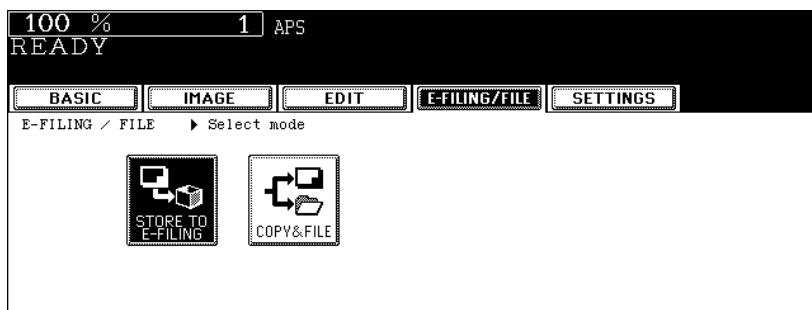 100 % 1 APS
READY
BASIC IMAGE EDIT E-FILING/FILE SETTINGS
E-FILING / FILE ▶ Select mode
STORE TO
E-FILING
COPY&FILE